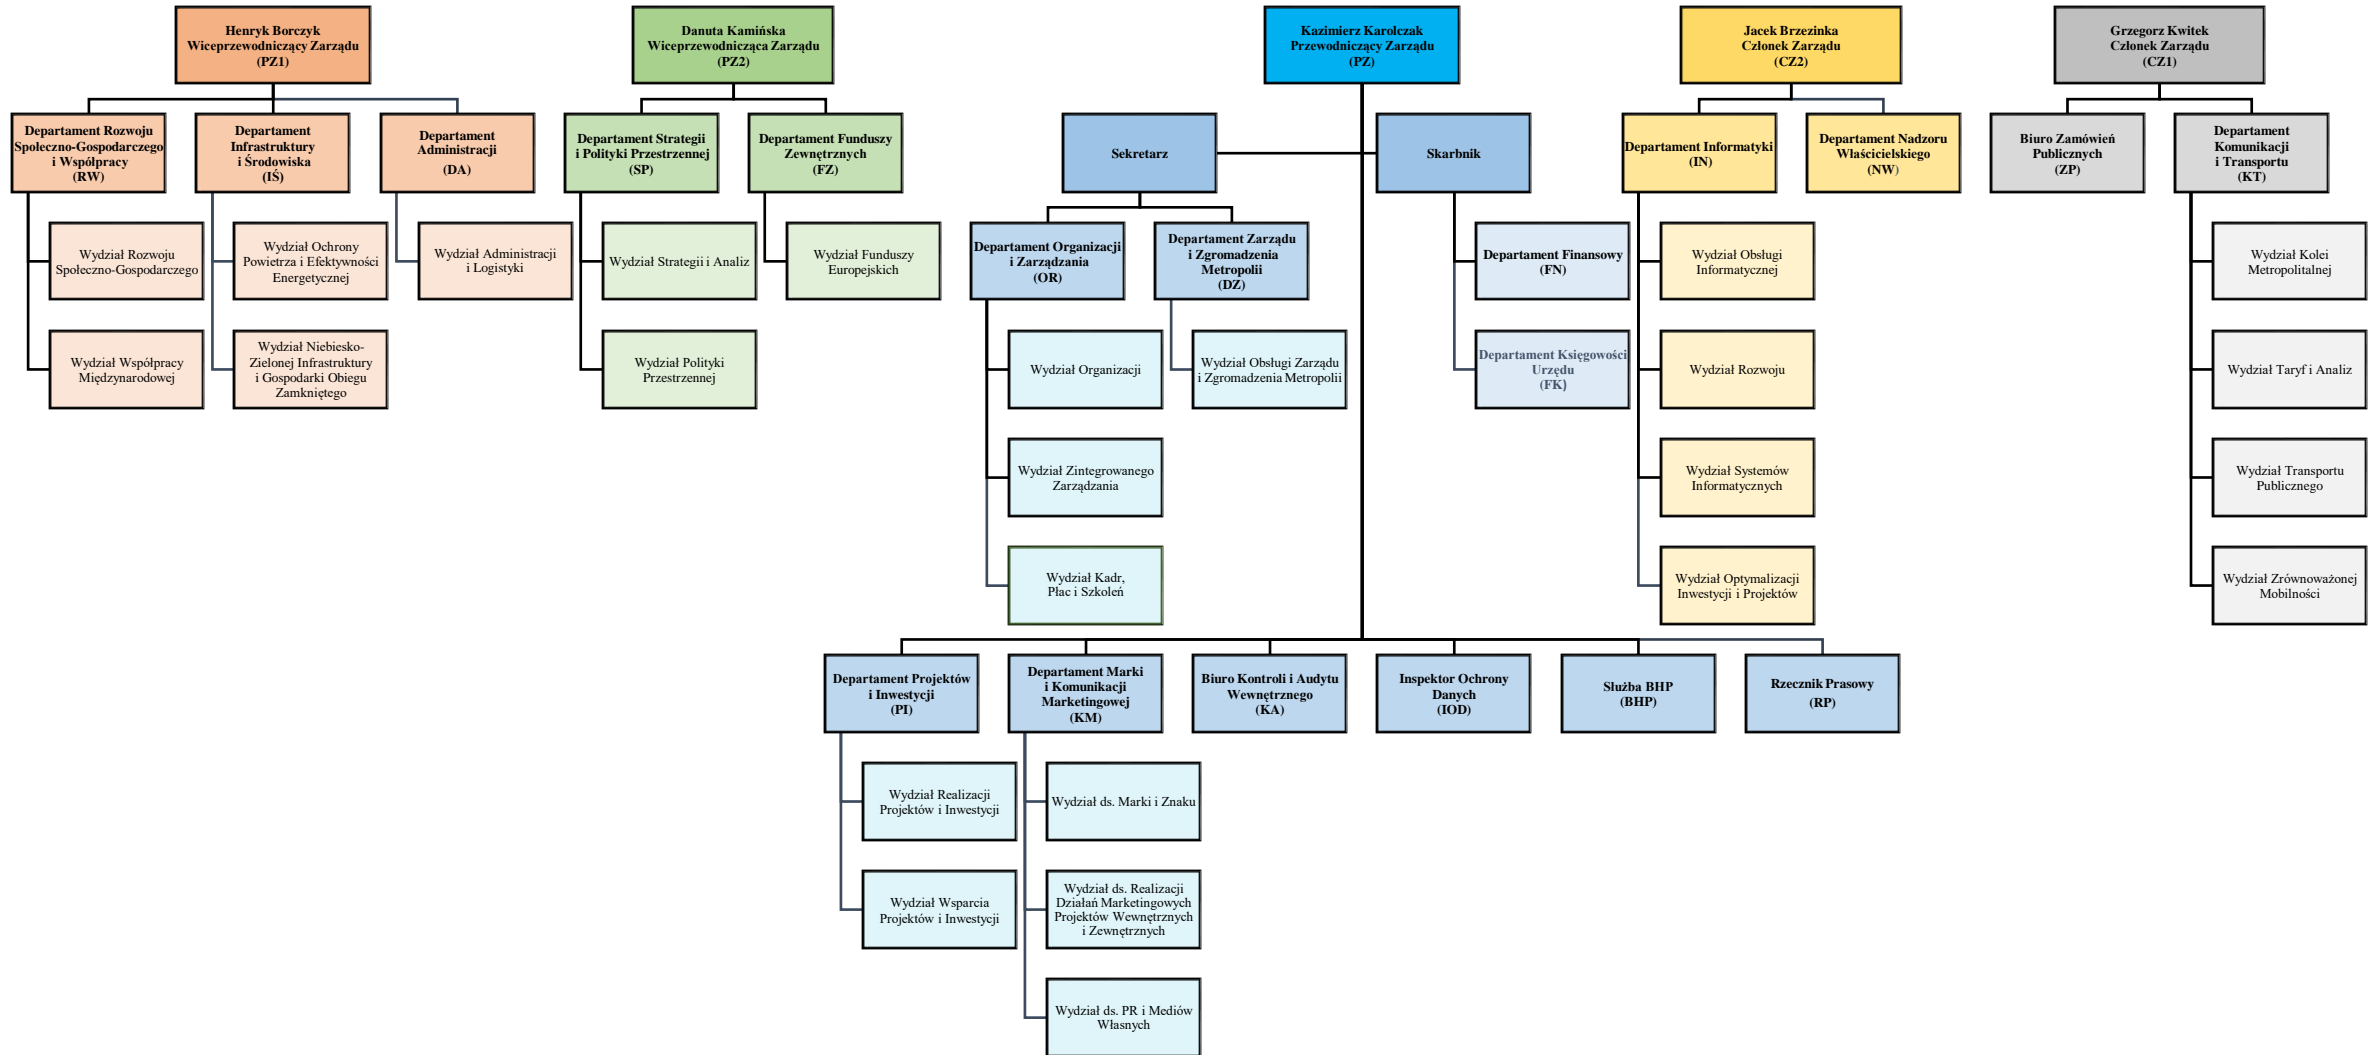 Henryk Borczyk
Wiceprzewodniczący Zarządu
(PZ1)
Danuta Kamińska
Wiceprzewodnicząca Zarządu
(PZ2)
Kazimierz Karolczak
Przewodniczący Zarządu
(PZ)
Jacek Brzezinka
Członek Zarządu
(CZ2)
Grzegorz Kwitek
Członek Zarządu
(CZ1)
Departament Rozwoju
Społeczno-Gospodarczego
i Współpracy
(RW)
Departament
Infrastruktury
i Środowiska
(IŚ)
Departament
Administracji
(DA)
Departament Strategii
i Polityki Przestrzennej
(SP)
Departament Funduszy
Zewnętrznych
(FZ)
Sekretarz
Skarbnik
Departament Informatyki
(IN)
Departament Nadzoru
Właścicielskiego
(NW)
Biuro Zamówień
Publicznych
(ZP)
Departament
Komunikacji
i Transportu
(KT)
Wydział Rozwoju
Społeczno-Gospodarczego
Wydział Ochrony
Powietrza i Efektywności
Energetycznej
Wydział Administracji
i Logistyki
Wydział Strategii i Analiz
Wydział Funduszy
Europejskich
Departament Organizacji
i Zarządzania
(OR)
Departament Zarządu
i Zgromadzenia
Metropolii
(DZ)
Departament Finansowy
(FN)
Wydział Obsługi
Informatycznej
Wydział Kolei
Metropolitalnej
Wydział Współpracy
Międzynarodowej
Wydział Niebiesko-
Zielonej Infrastruktury
i Gospodarki Obiegu
Zamkniętego
Wydział Polityki
Przestrzennej
Wydział Organizacji
Wydział Obsługi Zarządu
i Zgromadzenia Metropolii
Departament Księgowości
Urzędu
(FK)
Wydział Rozwoju
Wydział Taryf i Analiz
Wydział Zintegrowanego
Zarządzania
Wydział Systemów
Informatycznych
Wydział Transportu
Publicznego
Wydział Kadr,
Płac i Szkoleń
Wydział Optymalizacji
Inwestycji i Projektów
Wydział Zrównoważonej
Mobilności
Departament Projektów
i Inwestycji
(PI)
Departament Marki
i Komunikacji
Marketingowej
(KM)
Biuro Kontroli i Audytu
Wewnętrznego
(KA)
Inspektor Ochrony
Danych
(IOD)
Służba BHP
(BHP)
Rzecznik Prasowy
(RP)
Wydział Realizacji
Projektów i Inwestycji
Wydział ds. Marki i Znaku
Wydział Wsparcia
Projektów i Inwestycji
Wydział ds. Realizacji
Działań Marketingowych
Projektów Wewnętrznych
i Zewnętrznych
Wydział ds. PR i Mediów
Własnych